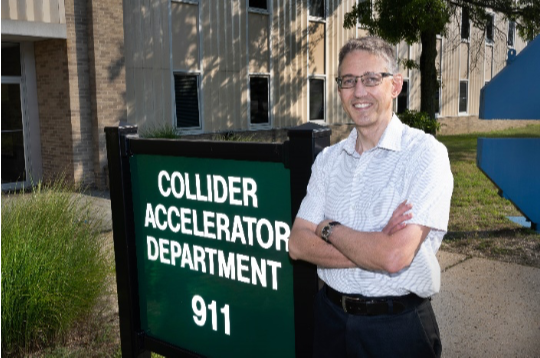 COLLIDER
ACCELERATOR
DEPARTMENT
911